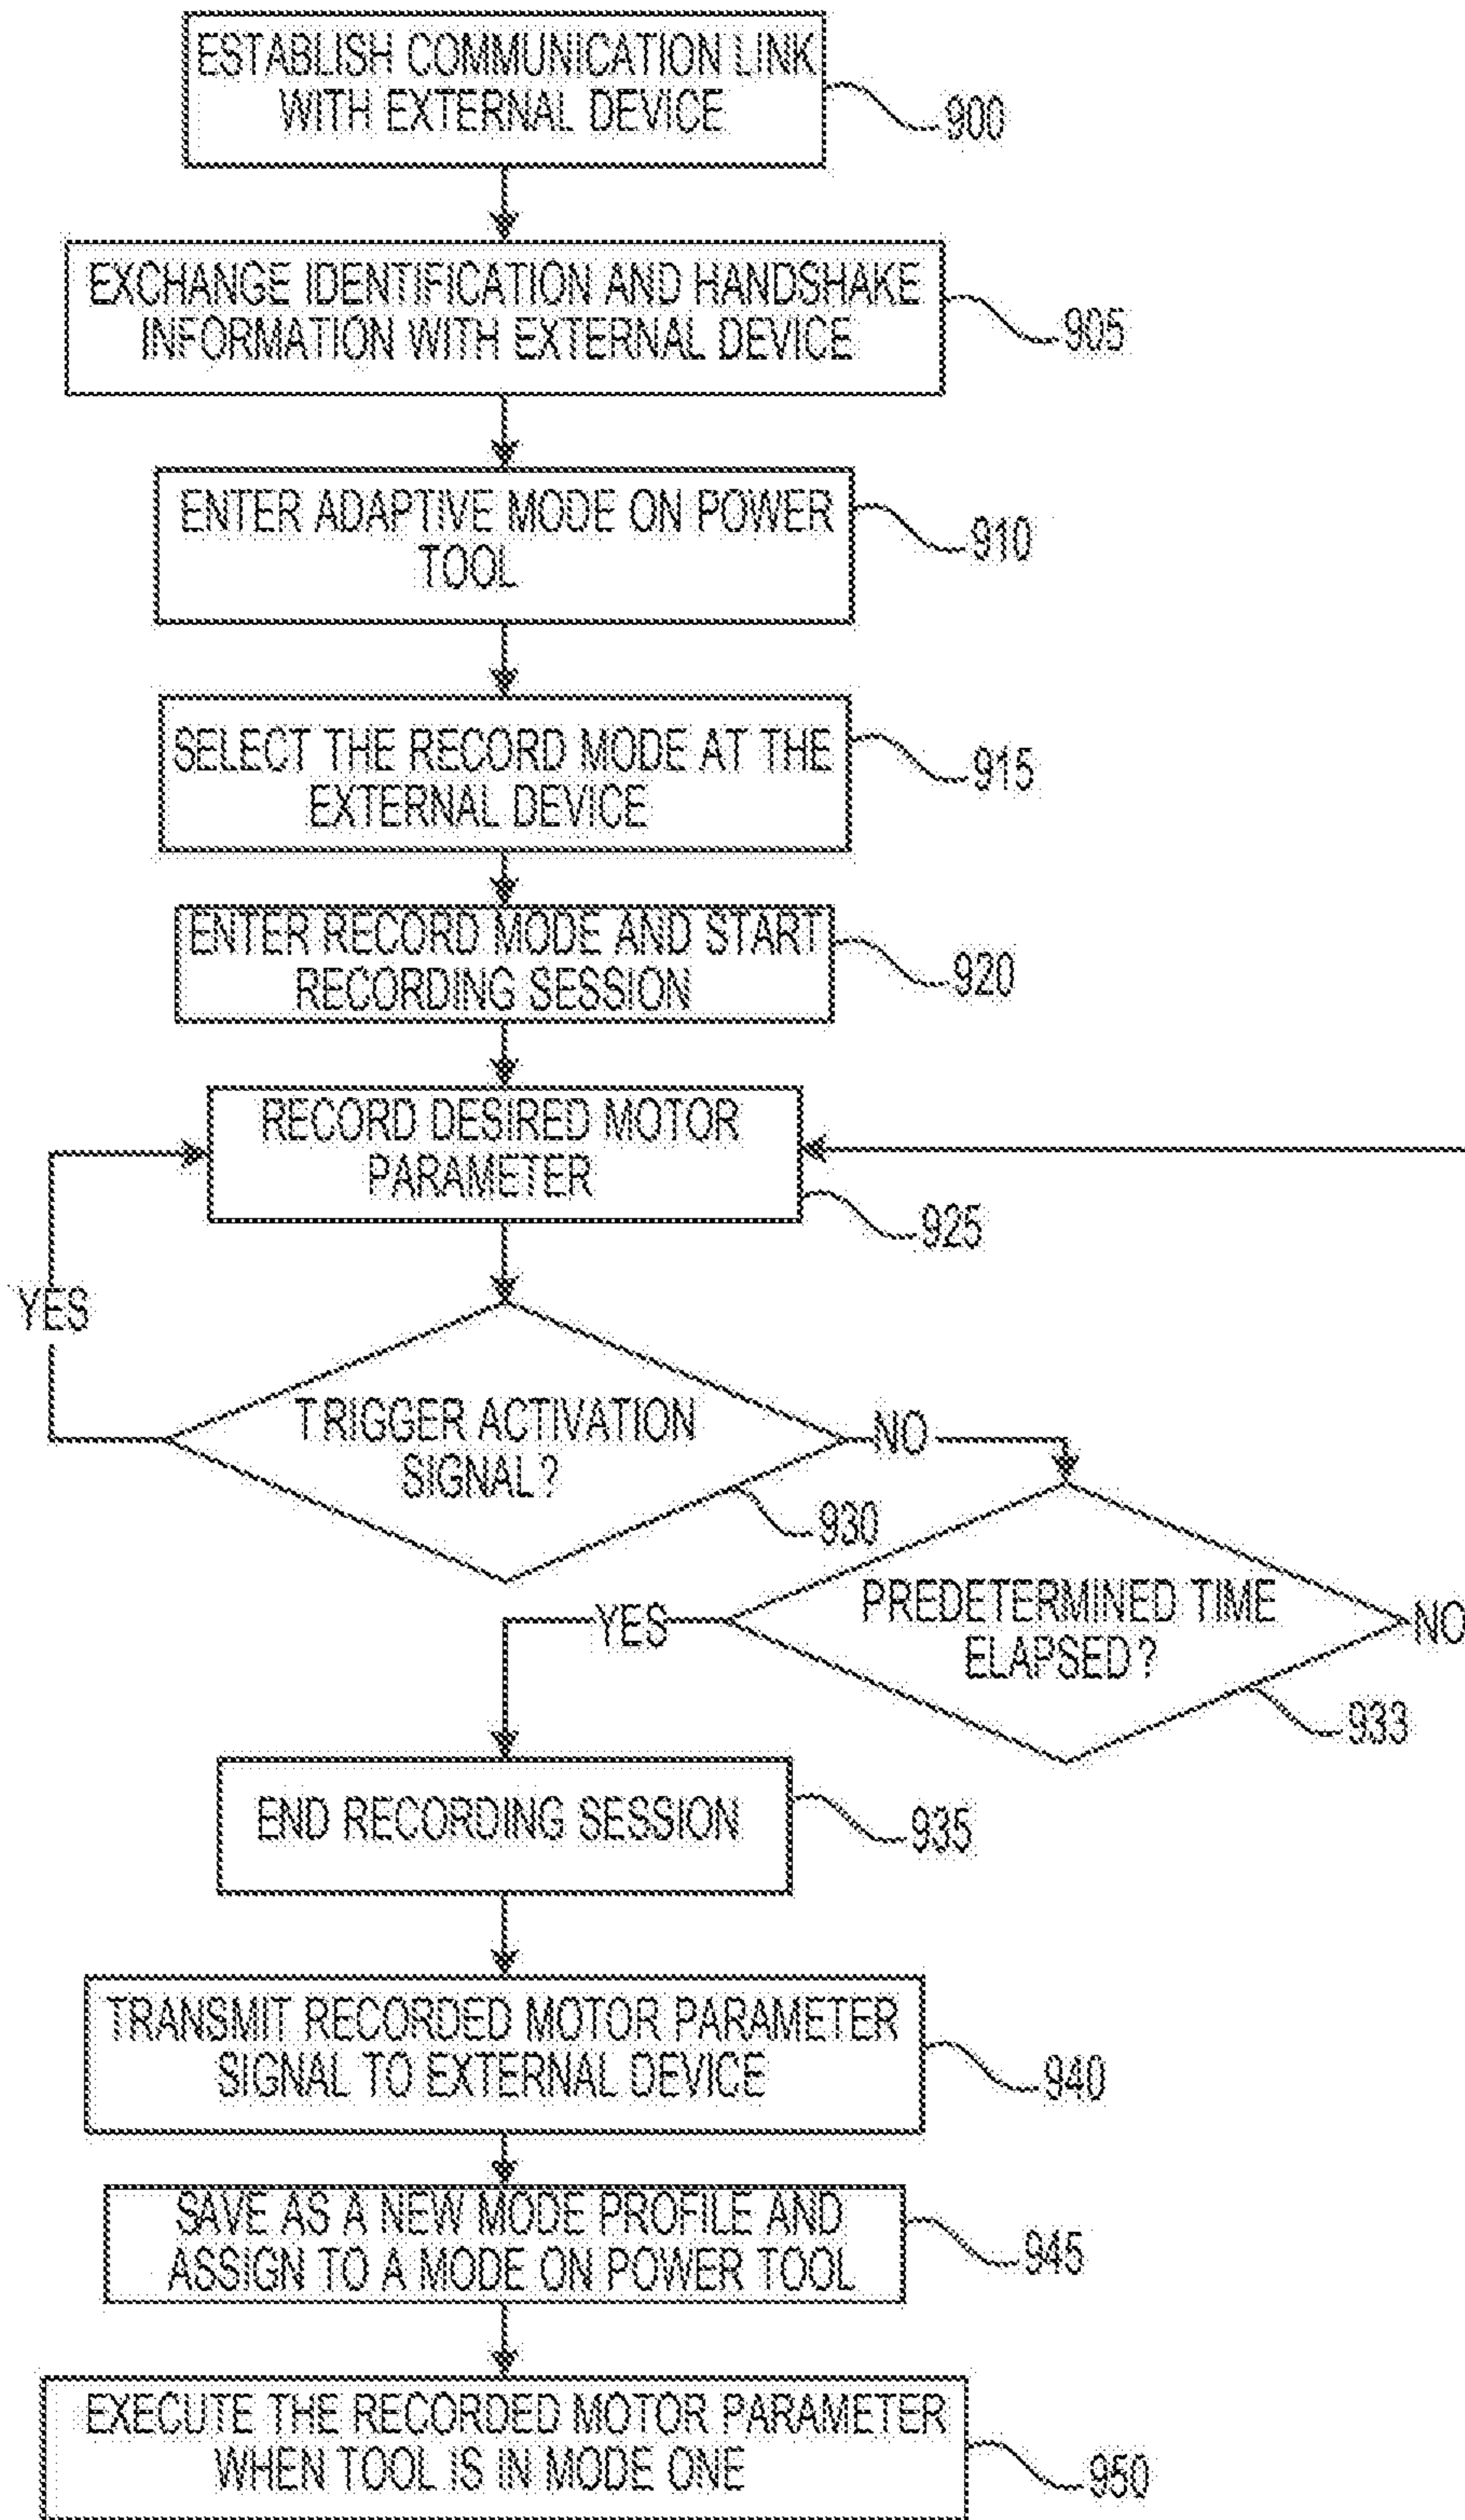 ESTABLISH COMMUNICATION LINK
WITH EXTERNAL DEVICE
900
EXCHANGE IDENTIFICATION AND HANDSHAKE
INFORMATION WITH EXTERNAL DEVICE
905
ENTER ADAPTIVE MODE ON POWER
TOOL
910
SELECT THE RECORD MODE AT THE
EXTERNAL DEVICE
915
ENTER RECORD MODE AND START
RECORDING SESSION
920
RECORD DESIRED MOTOR
PARAMETER
925
YES
TRIGGER ACTIVATION
SIGNAL?
NO
930
PREDETERMINED TIME
ELAPSED?
YES
NO
933
END RECORDING SESSION
935
TRANSMIT RECORDED MOTOR PARAMETER
SIGNAL TO EXTERNAL DEVICE
940
SAVE AS A NEW MODE PROFILE AND
ASSIGN TO A MODE ON POWER TOOL
945
EXECUTE THE RECORDED MOTOR PARAMETER
WHEN TOOL IS IN MODE ONE
950